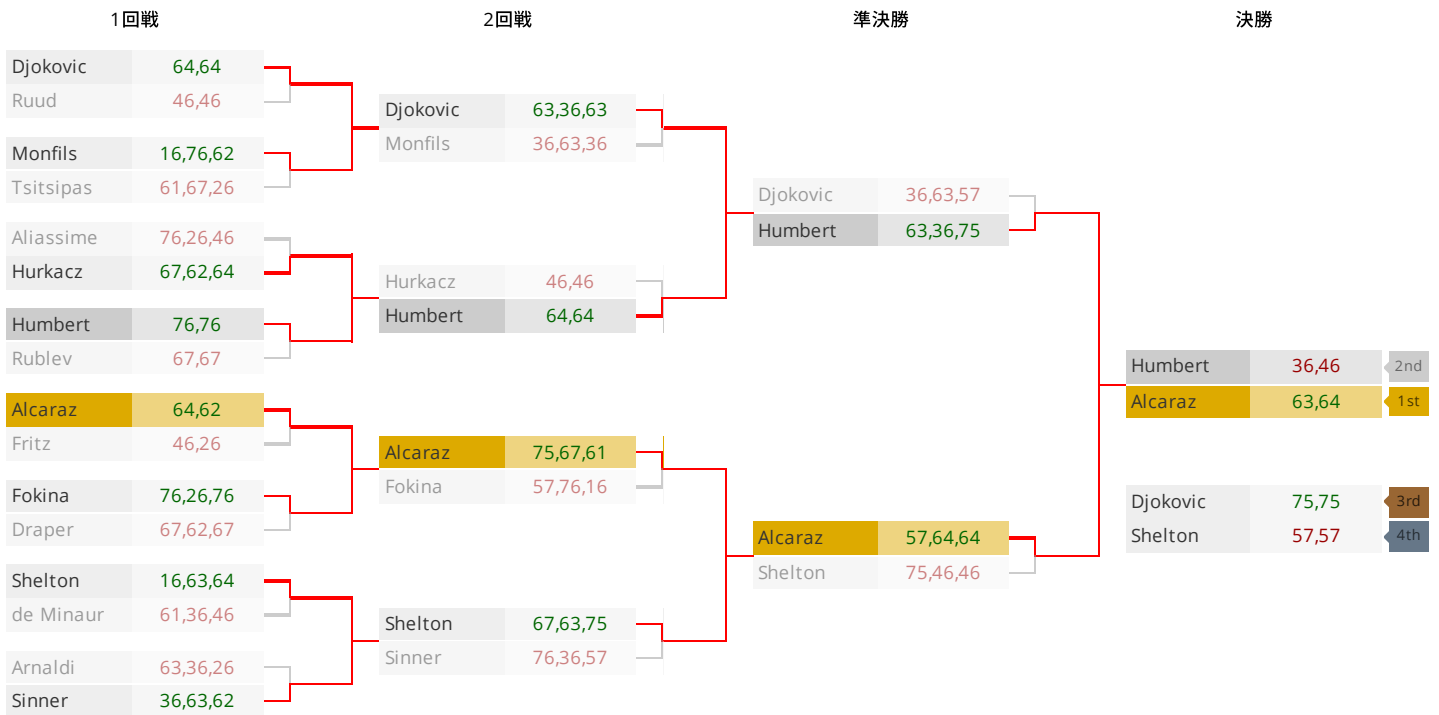 1回戦 2回戦 準決勝 決勝
Djokovic 64,64
Ruud 46,46
Monfils 16,76,62
Tsitsipas 61,67,26
Aliassime 76,26,46
Hurkacz 67,62,64
Humbert 76,76
Rublev 67,67
Alcaraz 64,62
Fritz 46,26
Fokina 76,26,76
Draper 67,62,67
Shelton 16,63,64
de Minaur 61,36,46
Arnaldi 63,36,26
Sinner 36,63,62
Djokovic 63,36,63
Monfils 36,63,36
Hurkacz 46,46
Humbert 64,64
Alcaraz 75,67,61
Fokina 57,76,16
Shelton 67,63,75
Sinner 76,36,57
Djokovic 36,63,57
Humbert 63,36,75
Alcaraz 57,64,64
Shelton 75,46,46
Humbert 36,46 2nd
Alcaraz 63,64 1st
Djokovic 75,75 3rd
Shelton 57,57 4th